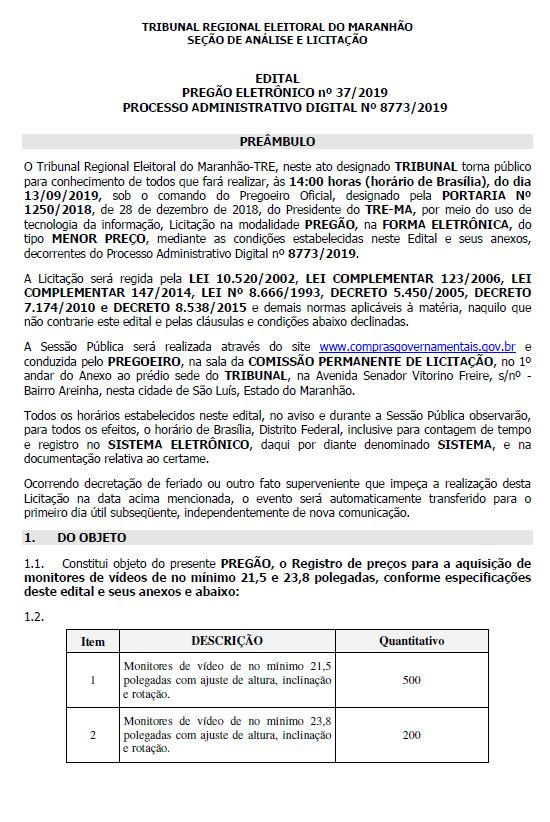 TRIBUNAL REGIONAL ELEITORAL DO MARANHÃO
SEÇÃO DE ANÁLISE E LICITAÇÃO
EDITAL
PREGÃO ELETRÔNICO nº 37/2019
PROCESSO ADMINISTRATIVO DIGITAL Nº 8773/2019
PREÂMBULO
O Tribunal Regional Eleitoral do Maranhão-TRE, neste ato designado TRIBUNAL torna público
para conhecimento de todos que fará realizar, às 14:00 horas (horário de Brasília), do dia
13/09/2019, sob o comando do Pregoeiro Oficial, designado pela PORTARIA Nº
1250/2018, de 28 de dezembro de 2018, do Presidente do TRE-MA, por meio do uso de
tecnologia da informação, Licitação na modalidade PREGÃO, na FORMA ELETRÔNICA, do
tipo MENOR PREÇO, mediante as condições estabelecidas neste Edital e seus anexos,
decorrentes do Processo Administrativo Digital nº 8773/2019.
A Licitação será regida pela LEI 10.520/2002, LEI COMPLEMENTAR 123/2006, LEI
COMPLEMENTAR 147/2014, LEI Nº 8.666/1993, DECRETO 5.450/2005, DECRETO
7.174/2010 e DECRETO 8.538/2015 e demais normas aplicáveis à matéria, naquilo que
não contrarie este edital e pelas cláusulas e condições abaixo declinadas.
A Sessão Pública será realizada através do site www.comprasgovernamentais.gov.br e
conduzida pelo PREGOEIRO, na sala da COMISSÃO PERMANENTE DE LICITAÇÃO, no 1º
andar do Anexo ao prédio sede do TRIBUNAL, na Avenida Senador Vitorino Freire, s/nº -
Bairro Areinha, nesta cidade de São Luís, Estado do Maranhão.
Todos os horários estabelecidos neste edital, no aviso e durante a Sessão Pública observarão,
para todos os efeitos, o horário de Brasília, Distrito Federal, inclusive para contagem de tempo
e registro no SISTEMA ELETRÔNICO, daqui por diante denominado SISTEMA, e na
documentação relativa ao certame.
Ocorrendo decretação de feriado ou outro fato superveniente que impeça a realização desta
Licitação na data acima mencionada, o evento será automaticamente transferido para o
primeiro dia útil subseqüente, independentemente de nova comunicação.
1. DO OBJETO
1.1. Constitui objeto do presente PREGÃO, o Registro de preços para a aquisição de
monitores de vídeos de no mínimo 21,5 e 23,8 polegadas, conforme especificações
deste edital e seus anexos e abaixo:
1.2.
Item DESCRIÇÃO Quantitativo
Monitores de vídeo de no mínimo 21,5
1 polegadas com ajuste de altura, inclinação 500
e rotação.
Monitores de vídeo de no mínimo 23,8
2 polegadas com ajuste de altura, inclinação 200
e rotação.